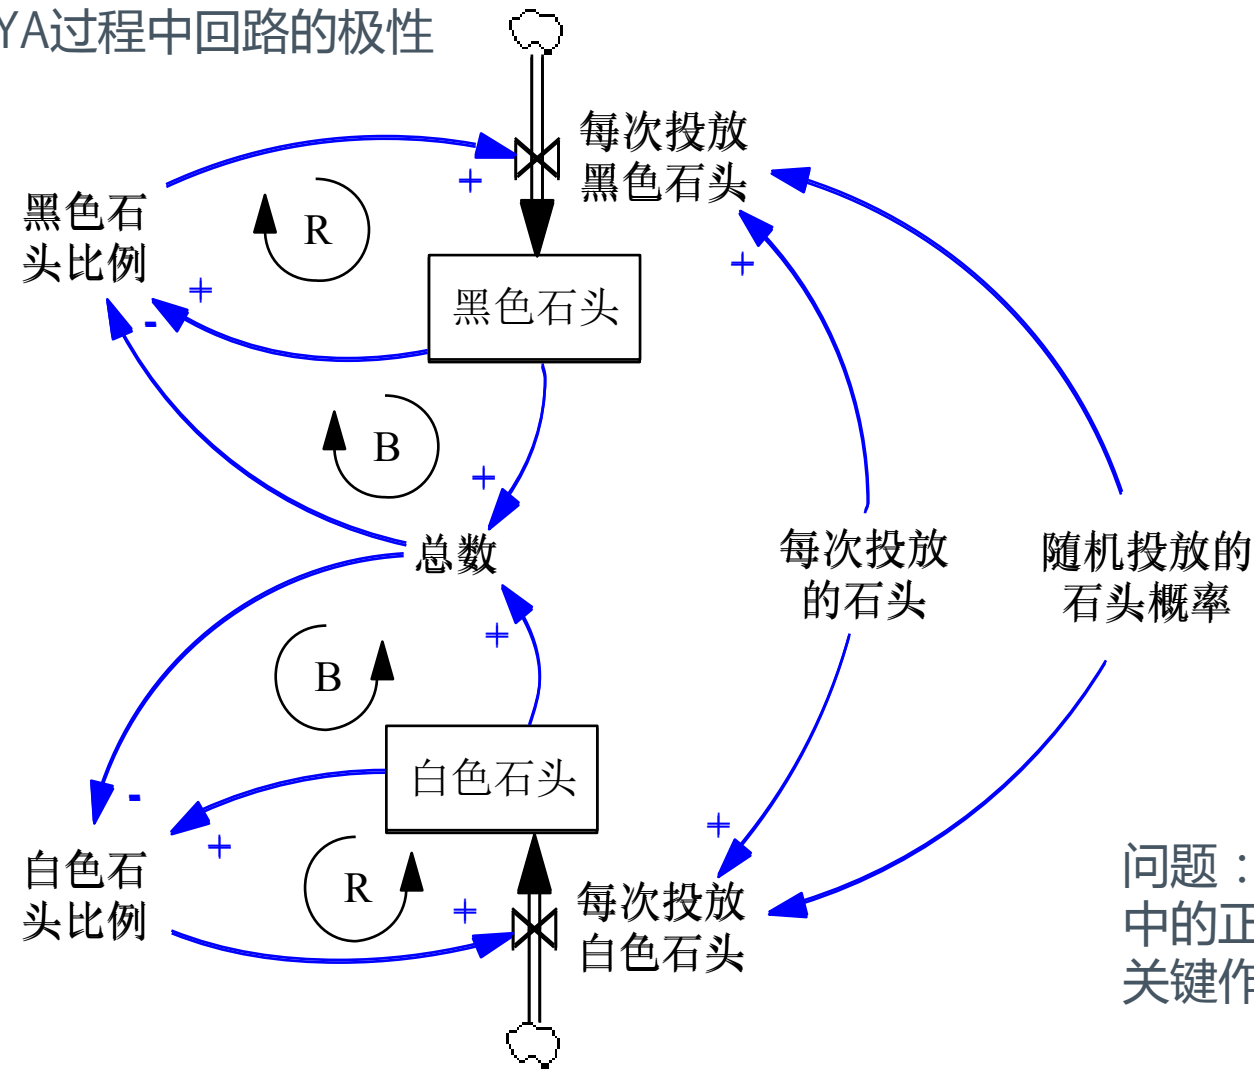 YA过程中回路的极性
每次投放
黑色石头
+
黑色石
头比例
R
+
+
-
黑色石头
B
+
总数
每次投放
的石头
随机投放的
石头概率
+
B
白色石头
-
+
+
白色石
头比例
R
+
每次投放
白色石头
问题：
中的正
关键作